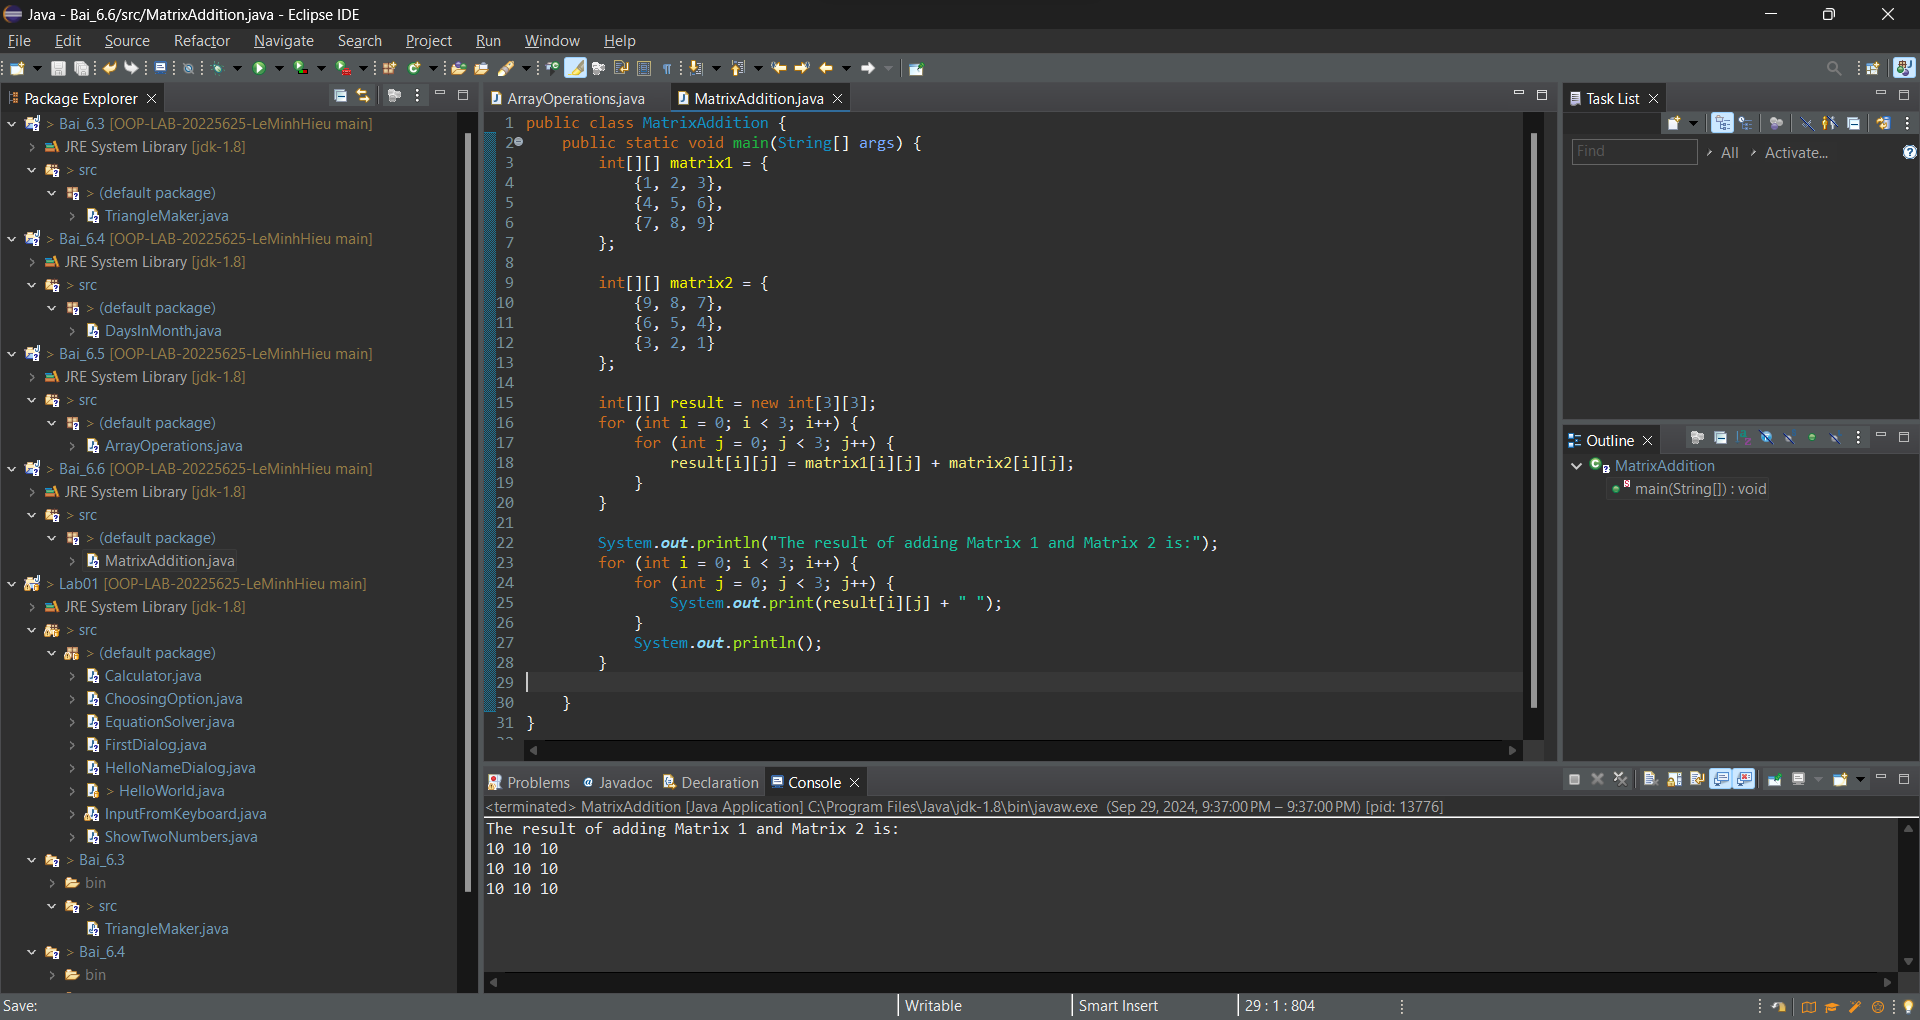 Java - Bai_6.6/src/MatrixAddition.java - Eclipse IDE
File Edit Source Refactor Navigate Search Project Run Window Help
Package Explorer
> Bai_6.3 [OOP-LAB-20225625-LeMinhHieu main]
JRE System Library [jdk-1.8]
> src
> (default package)
TriangleMaker.java
> Bai_6.4 [OOP-LAB-20225625-LeMinhHieu main]
JRE System Library [jdk-1.8]
> src
> (default package)
DaysInMonth.java
> Bai_6.5 [OOP-LAB-20225625-LeMinhHieu main]
JRE System Library [jdk-1.8]
> src
> (default package)
ArrayOperations.java
> Bai_6.6 [OOP-LAB-20225625-LeMinhHieu main]
JRE System Library [jdk-1.8]
> src
> (default package)
MatrixAddition.java
> Lab01 [OOP-LAB-20225625-LeMinhHieu main]
JRE System Library [jdk-1.8]
> src
> (default package)
Calculator.java
ChoosingOption.java
EquationSolver.java
FirstDialog.java
HelloNameDialog.java
> HelloWorld.java
InputFromKeyboard.java
ShowTwoNumbers.java
> Bai_6.3
bin
> src
TriangleMaker.java
> Bai_6.4
bin
ArrayOperations.java MatrixAddition.java
1 public class MatrixAddition {
2 public static void main(String[] args) {
3 int[][] matrix1 = {
4 {1, 2, 3},
5 {4, 5, 6},
6 {7, 8, 9}
7 };
8
9 int[][] matrix2 = {
10 {9, 8, 7},
11 {6, 5, 4},
12 {3, 2, 1}
13 };
14
15 int[][] result = new int[3][3];
16 for (int i = 0; i < 3; i++) {
17 for (int j = 0; j < 3; j++) {
18 result[i][j] = matrix1[i][j] + matrix2[i][j];
19 }
20 }
21
22 System.out.println("The result of adding Matrix 1 and Matrix 2 is:");
23 for (int i = 0; i < 3; i++) {
24 for (int j = 0; j < 3; j++) {
25 System.out.print(result[i][j] + " ");
26 }
27 System.out.println();
28 }
29
30 }
31 }
Task List
Find All Activate...
Outline
MatrixAddition
main(String[]) : void
Problems Javadoc Declaration Console
<terminated> MatrixAddition [Java Application] C:\Program Files\Java\jdk-1.8\bin\javaw.exe (Sep 29, 2024, 9:37:00 PM – 9:37:00 PM) [pid: 13776]
The result of adding Matrix 1 and Matrix 2 is:
10 10 10
10 10 10
10 10 10
Save: Writable Smart Insert 29 : 1 : 804